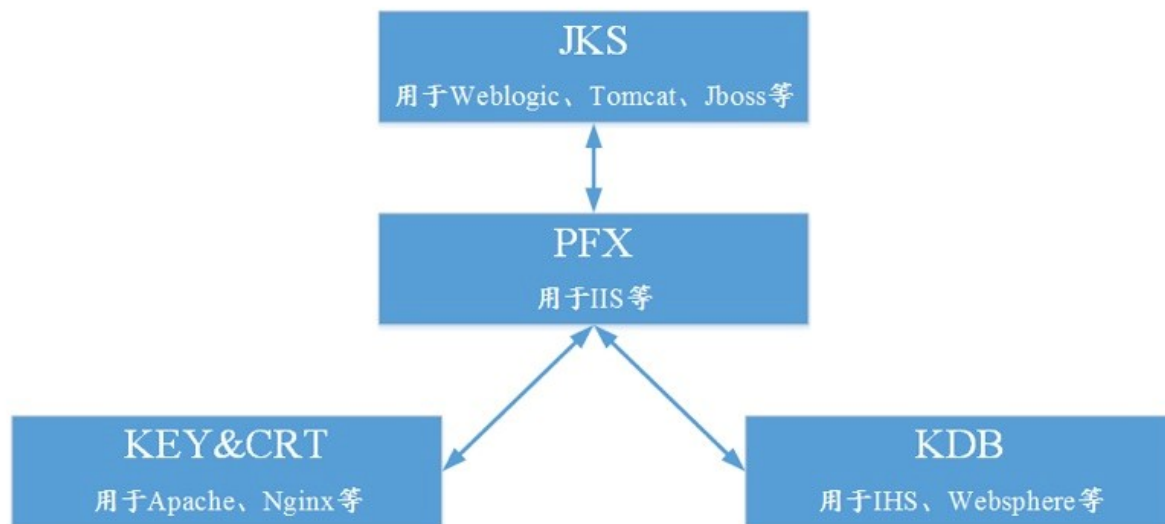 JKS
用于Weblogic、Tomcat、Jboss等
PFX
用于IIS等
KEY&CRT
用于Apache、Nginx等
KDB
用于IHS、Websphere等